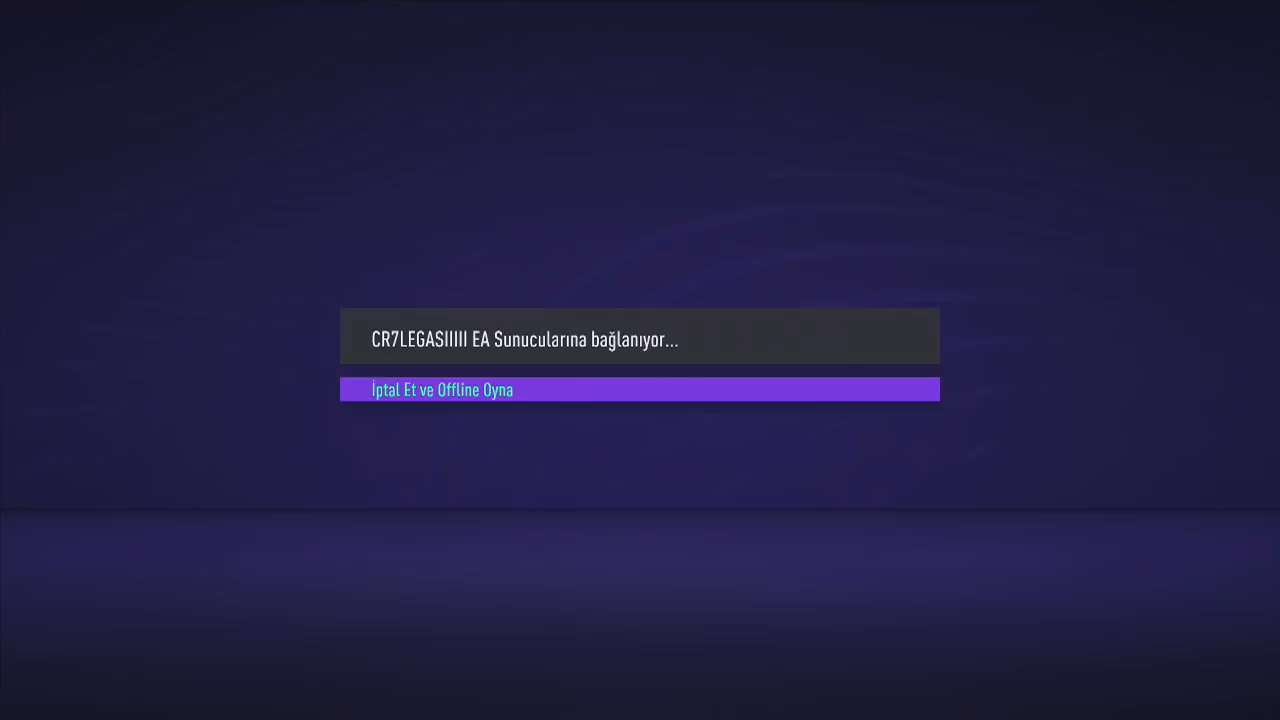 CR7LEGASIIIII EA Sunucularına bağlanıyor...
İptal Et ve Offline Oyna